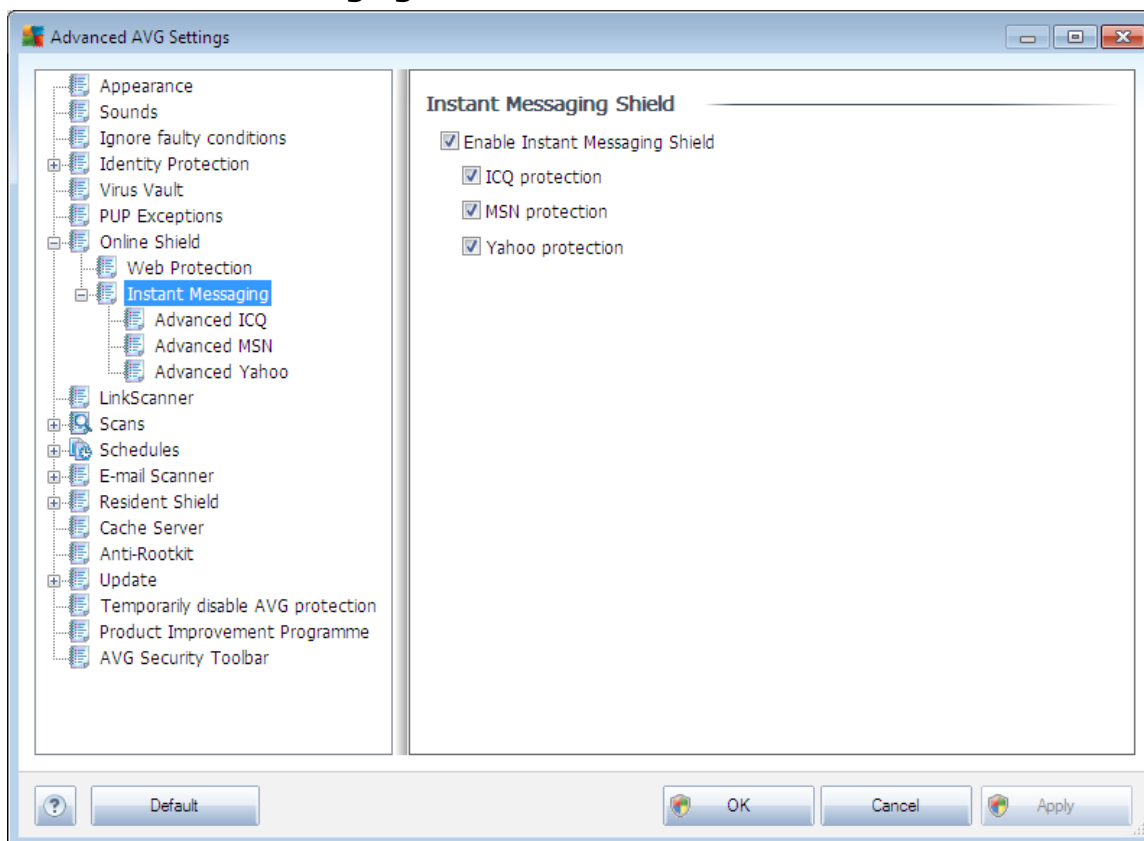 Advanced AVG Settings
Appearance
Sounds
Ignore faulty conditions
Identity Protection
Virus Vault
PUP Exceptions
Online Shield
Web Protection
Instant Messaging
Advanced ICQ
Advanced MSN
Advanced Yahoo
LinkScanner
Scans
Schedules
E-mail Scanner
Resident Shield
Cache Server
Anti-Rootkit
Update
Temporarily disable AVG protection
Product Improvement Programme
AVG Security Toolbar
Instant Messaging Shield
Enable Instant Messaging Shield
ICQ protection
MSN protection
Yahoo protection
?
Default
OK
Cancel
Apply